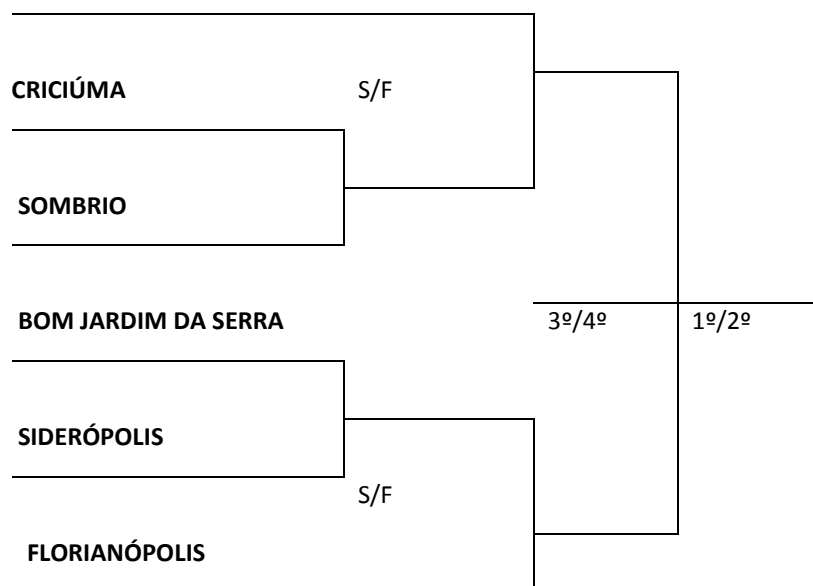 CRICIÚMA S/F
SOMBRIO
BOM JARDIM DA SERRA 3º/4º 1º/2º
SIDERÓPOLIS
S/F
FLORIANÓPOLIS